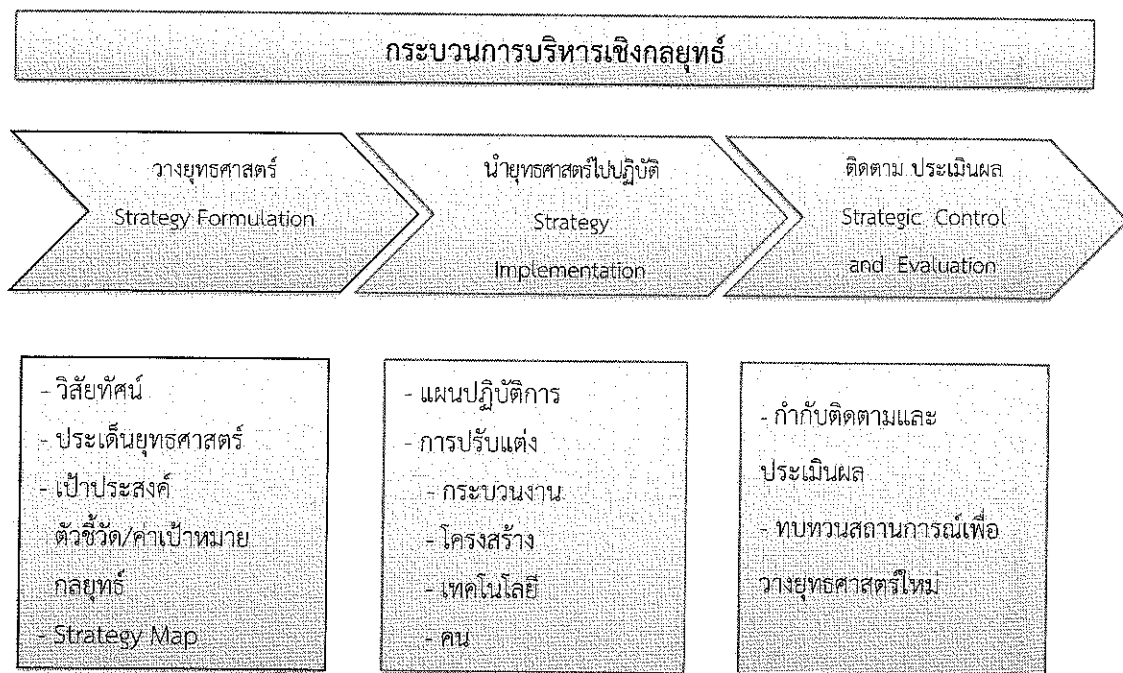 กระบวนการบริหารเชิงกลยุทธ์
วางยุทธศาสตร์
Strategy Formulation
นำยุทธศาสตร์ไปปฏิบัติ
Strategy
Implementation
ติดตาม ประเมินผล
Strategic Control
and Evaluation
- วิสัยทัศน์
- ประเด็นยุทธศาสตร์
- เป้าประสงค์
ตัวชี้วัด/ค่าเป้าหมาย
กลยุทธ์
- Strategy Map
- แผนปฏิบัติการ
- การปรับแต่ง
- กระบวนงาน
- โครงสร้าง
- เทคโนโลยี
- คน
- กำกับติดตามและ
ประเมินผล
- ทบทวนสถานการณ์เพื่อ
วางยุทธศาสตร์ใหม่